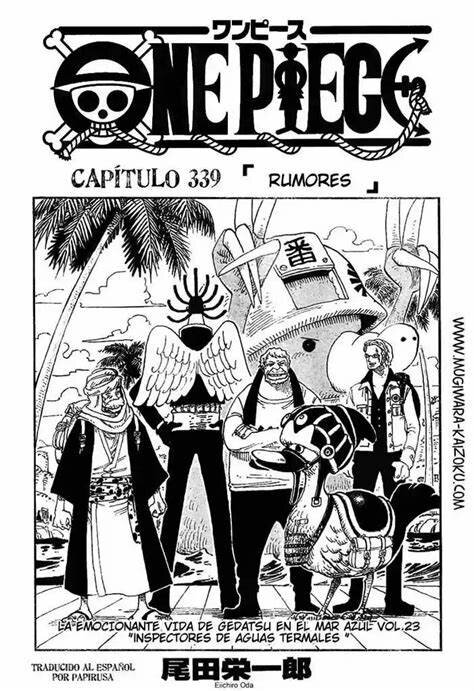 ワンピース
ONE PIECE
CAPÍTULO 339 「 RUMORES 」
番
WWW.MUGIWARA-KAIZOKU.COM
LA EMOCIONANTE VIDA DE GEDATSU EN EL MAR AZUL VOL.23
"INSPECTORES DE AGUAS TERMALES "
TRADUCIDO AL ESPAÑOL
POR PAPIRUSA
尾田栄一郎
Eiichiro Oda